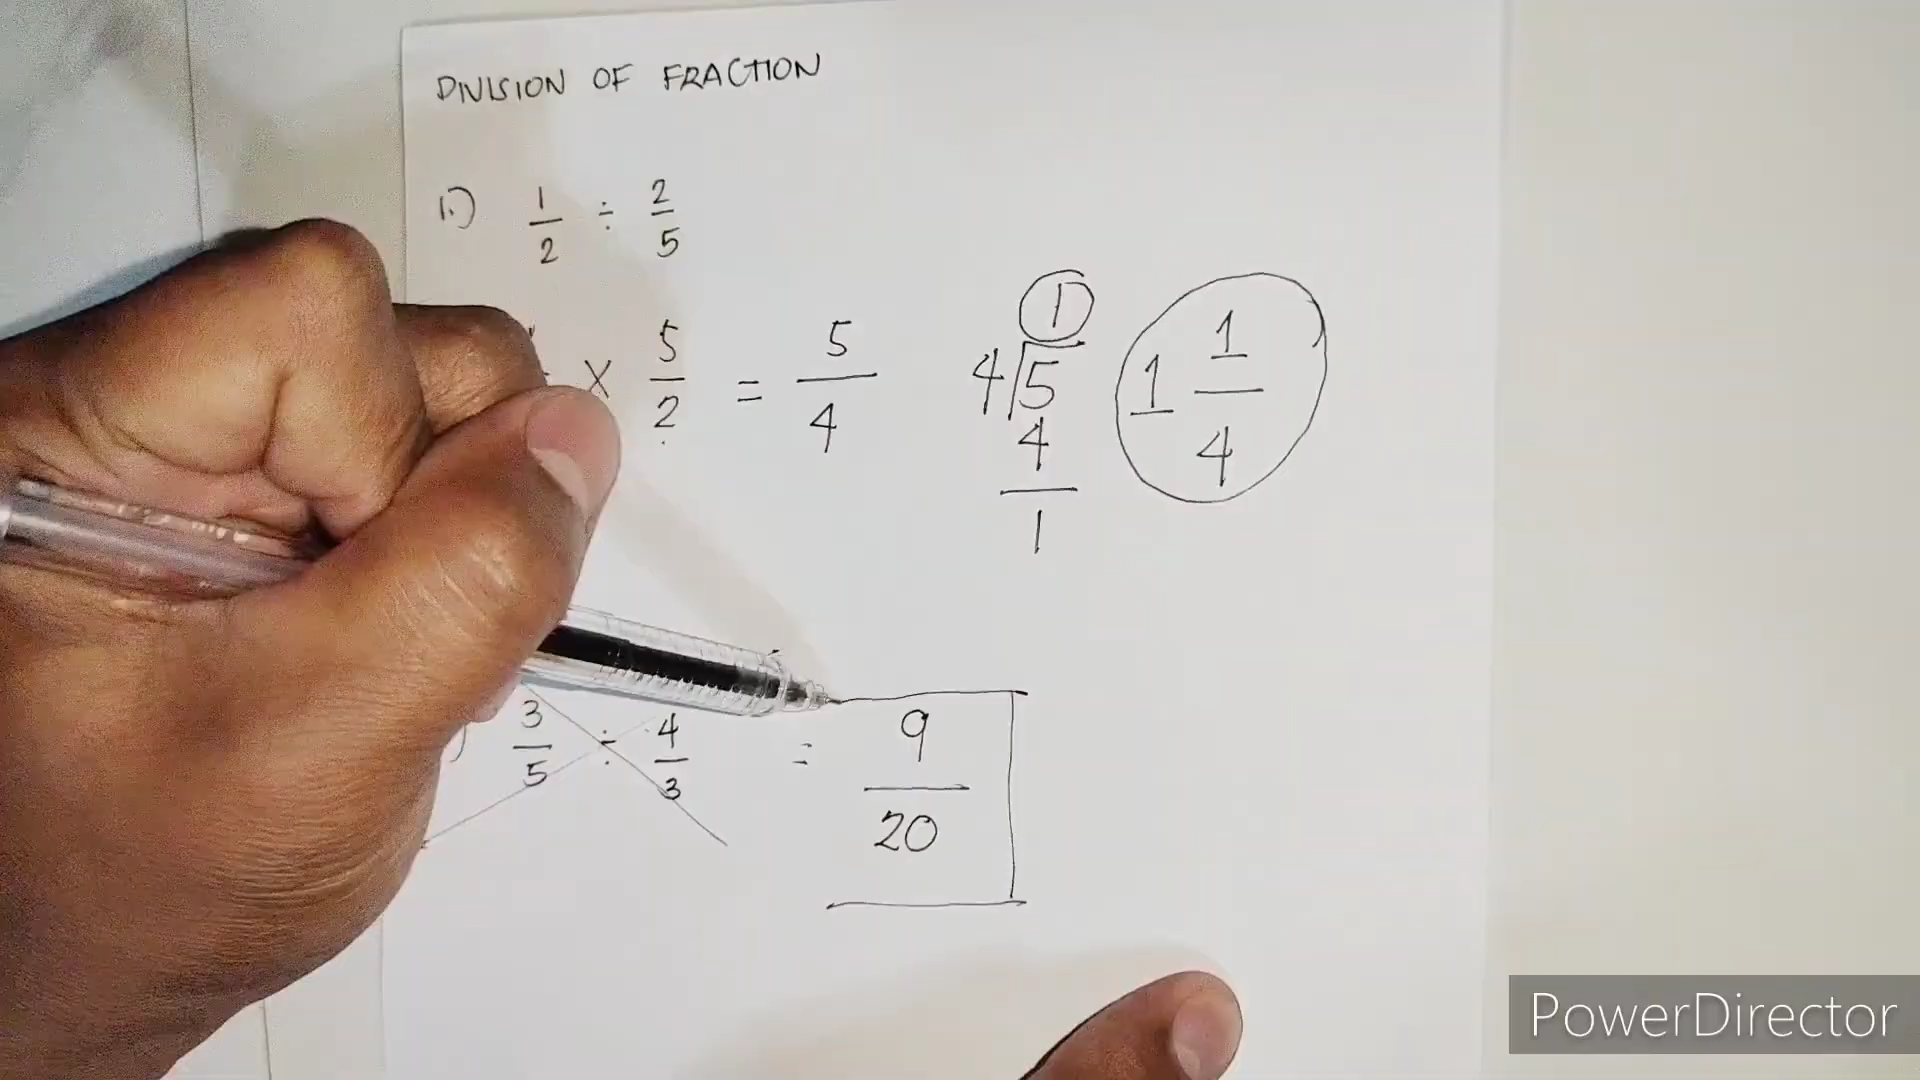 DIVISION OF FRACTION
1.) 1/2 ÷ 2/5
× 5/2 = 5/4
4)5 1
4
1
1 1/4
) 3/5 ÷ 4/3 = 9/20
PowerDirector